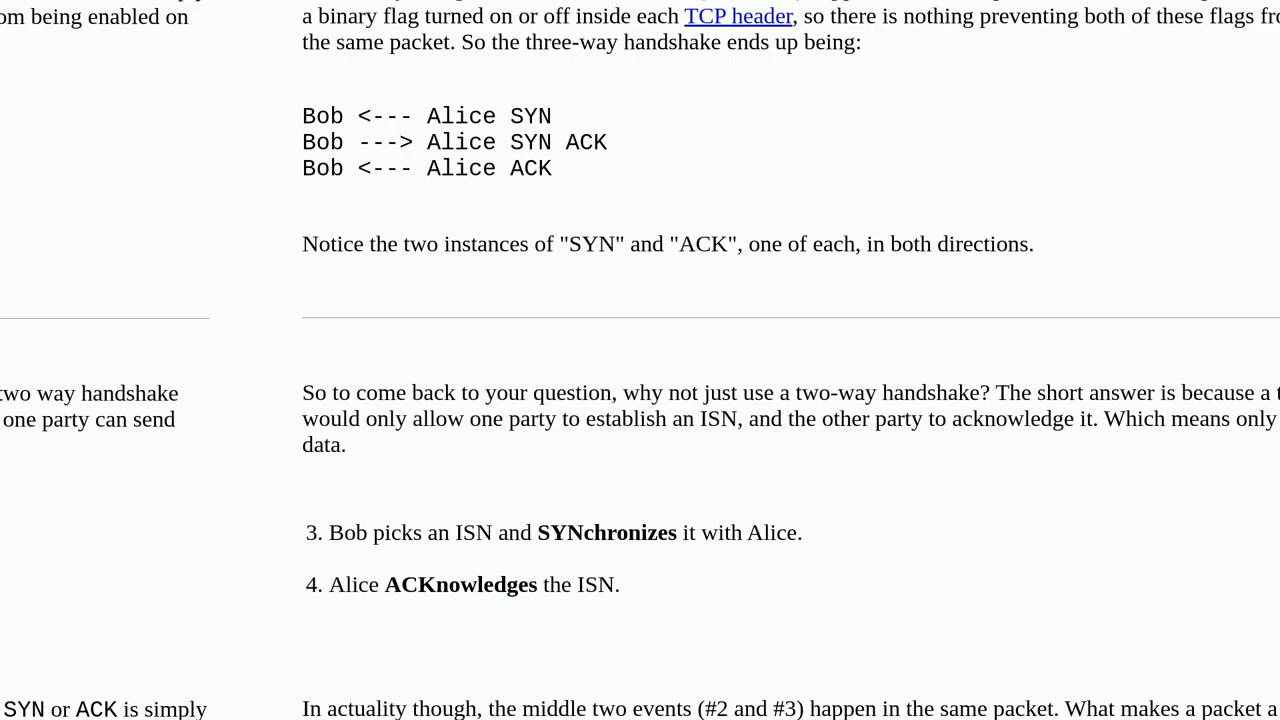 om being enabled on
two way handshake
one party can send
SYN or ACK is simply
a binary flag turned on or off inside each TCP header, so there is nothing preventing both of these flags
the same packet. So the three-way handshake ends up being:
Bob <--- Alice SYN
Bob ---> Alice SYN ACK
Bob <--- Alice ACK
Notice the two instances of "SYN" and "ACK", one of each, in both directions.
So to come back to your question, why not just use a two-way handshake? The short answer is because a
would only allow one party to establish an ISN, and the other party to acknowledge it. Which means only
data.
3. Bob picks an ISN and SYNchronizes it with Alice.
4. Alice ACKnowledges the ISN.
In actuality though, the middle two events (#2 and #3) happen in the same packet. What makes a packet a